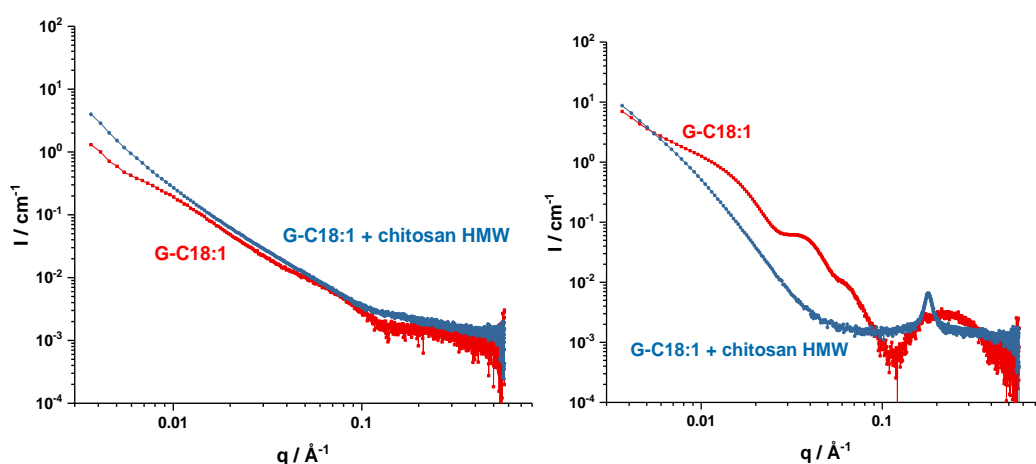 10²
10¹
10⁰
10⁻¹
10⁻²
10⁻³
10⁻⁴
I / cm⁻¹
G-C18:1 + chitosan HMW
G-C18:1
0.01
0.1
q / Å⁻¹
10²
10¹
10⁰
10⁻¹
10⁻²
10⁻³
10⁻⁴
I / cm⁻¹
G-C18:1
G-C18:1 + chitosan HMW
0.01
0.1
q / Å⁻¹